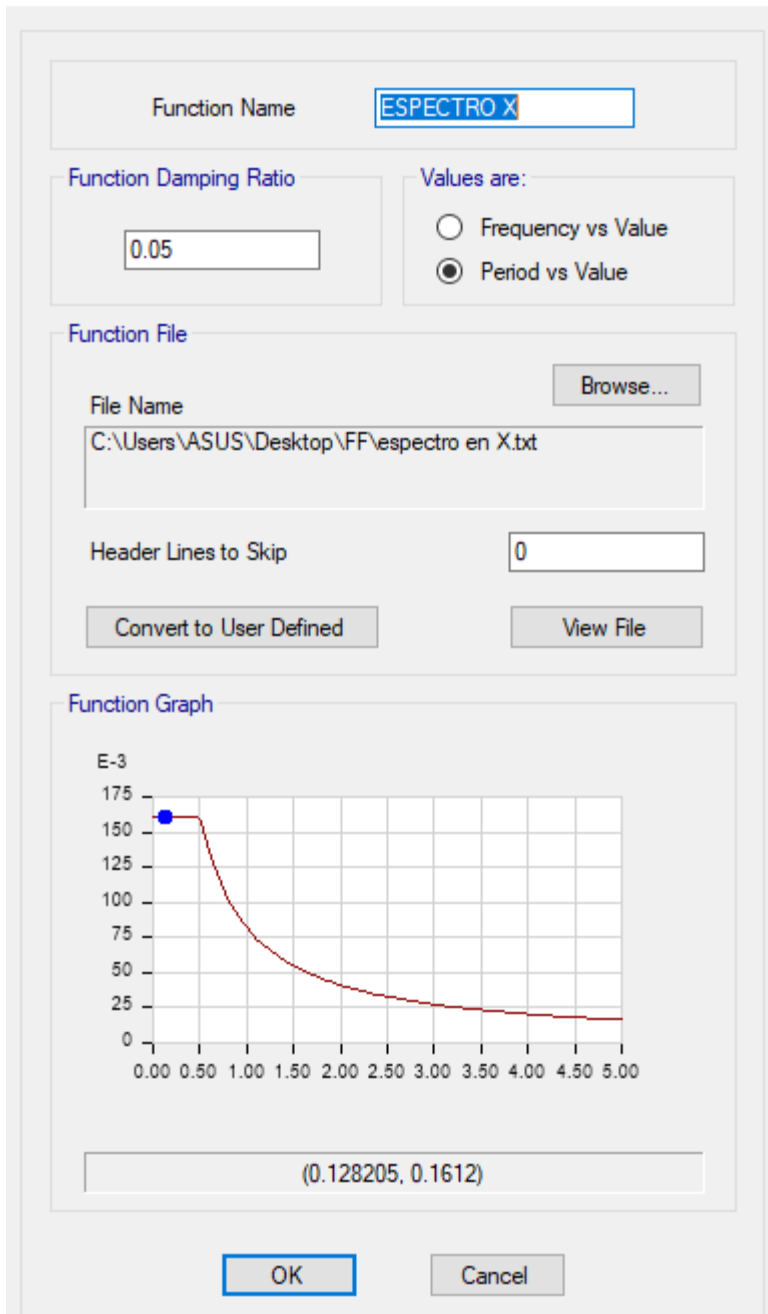 Function Name
ESPECTRO X
Function Damping Ratio
0.05
Values are:
Frequency vs Value
Period vs Value
Function File
Browse...
File Name
C:\Users\ASUS\Desktop\FF\espectro en X.txt
Header Lines to Skip
0
Convert to User Defined
View File
Function Graph
E-3
175
150
125
100
75
50
25
0
0.00 0.50 1.00 1.50 2.00 2.50 3.00 3.50 4.00 4.50 5.00
(0.128205, 0.1612)
OK
Cancel